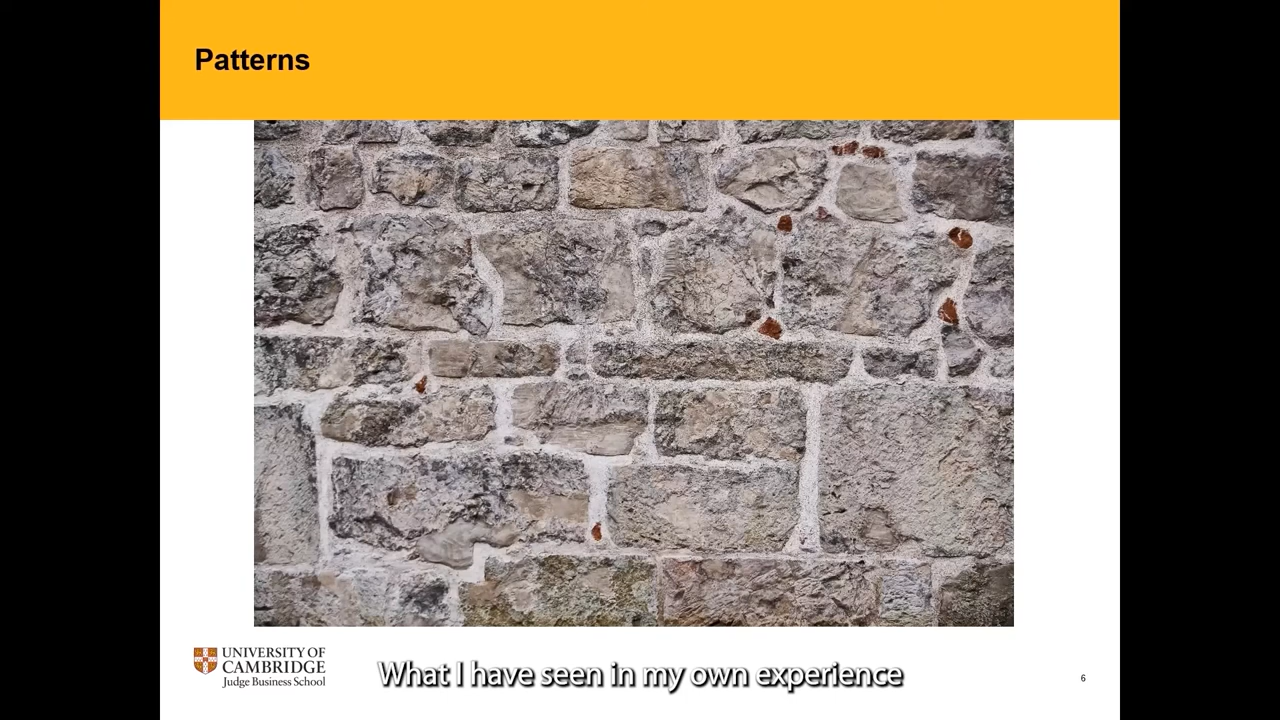 Patterns
UNIVERSITY OF
CAMBRIDGE
Judge Business School
What I have seen in my own experience
6